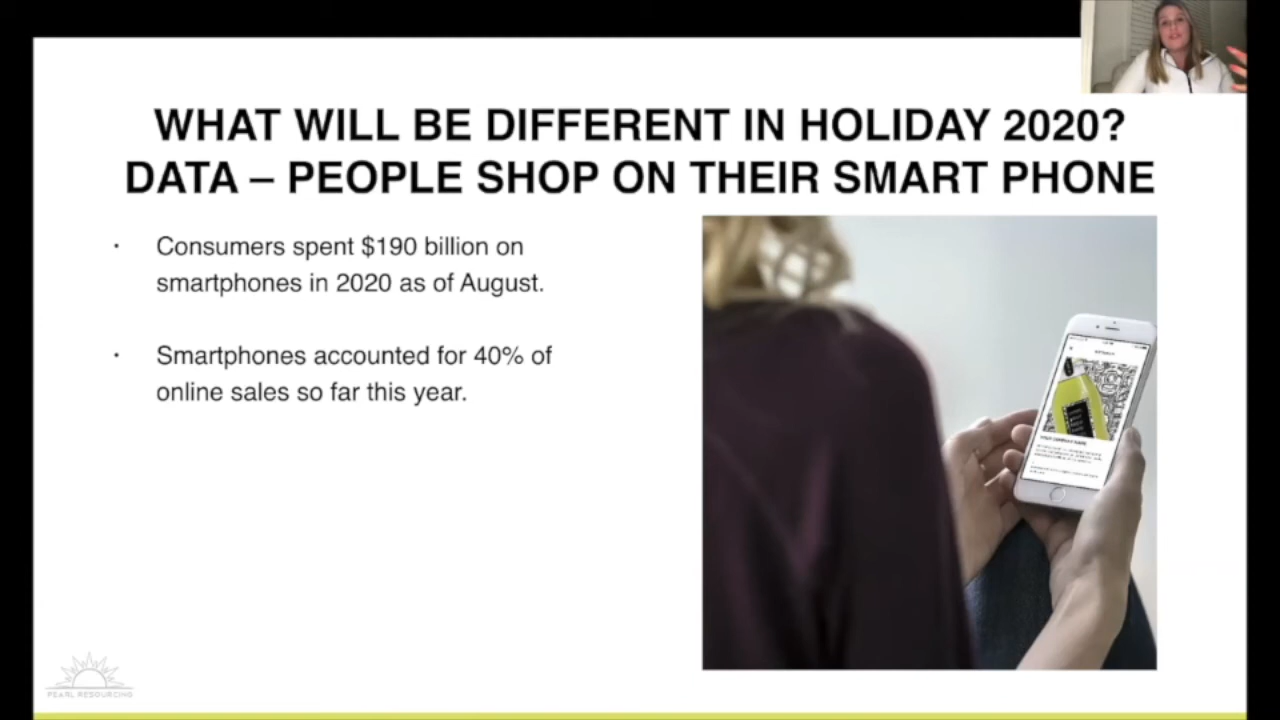 WHAT WILL BE DIFFERENT IN HOLIDAY 2020?
DATA – PEOPLE SHOP ON THEIR SMART PHONE
· Consumers spent $190 billion on
smartphones in 2020 as of August.
· Smartphones accounted for 40% of
online sales so far this year.
PEARL RESOURCING